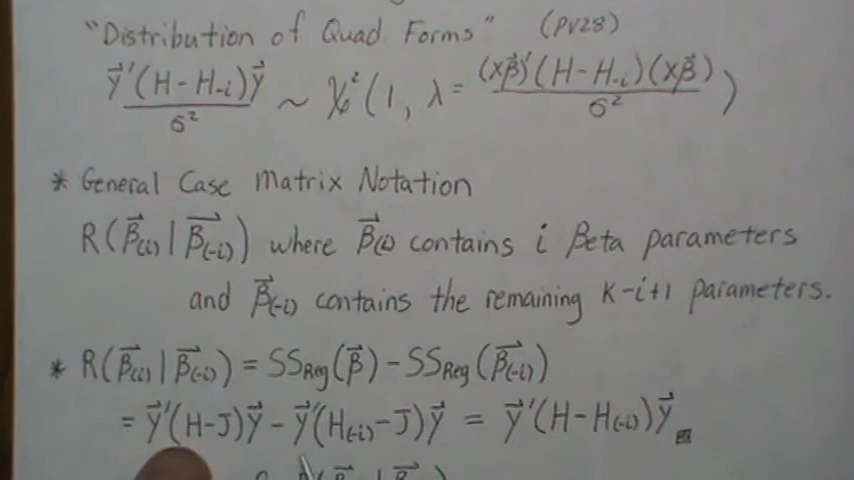 "Distribution of Quad Forms" (PV28)
y⃗'(H-H₋ᵢ)y⃗ / σ² ~ χ²(1, λ = (Xβ⃗)'(H-H₋ᵢ)(Xβ⃗) / σ²)
* General Case Matrix Notation
R(β⃗₍ᵢ₎ | β⃗₍₋ᵢ₎) where β⃗₍ᵢ₎ contains i Beta parameters
and β⃗₍₋ᵢ₎ contains the remaining K-i+1 parameters.
* R(β⃗₍ᵢ₎ | β⃗₍₋ᵢ₎) = SS_Reg(β⃗) - SS_Reg(β⃗₍₋ᵢ₎)
= y⃗'(H-J)y⃗ - y⃗'(H₍₋ᵢ₎-J)y⃗ = y⃗'(H-H₍₋ᵢ₎)y⃗